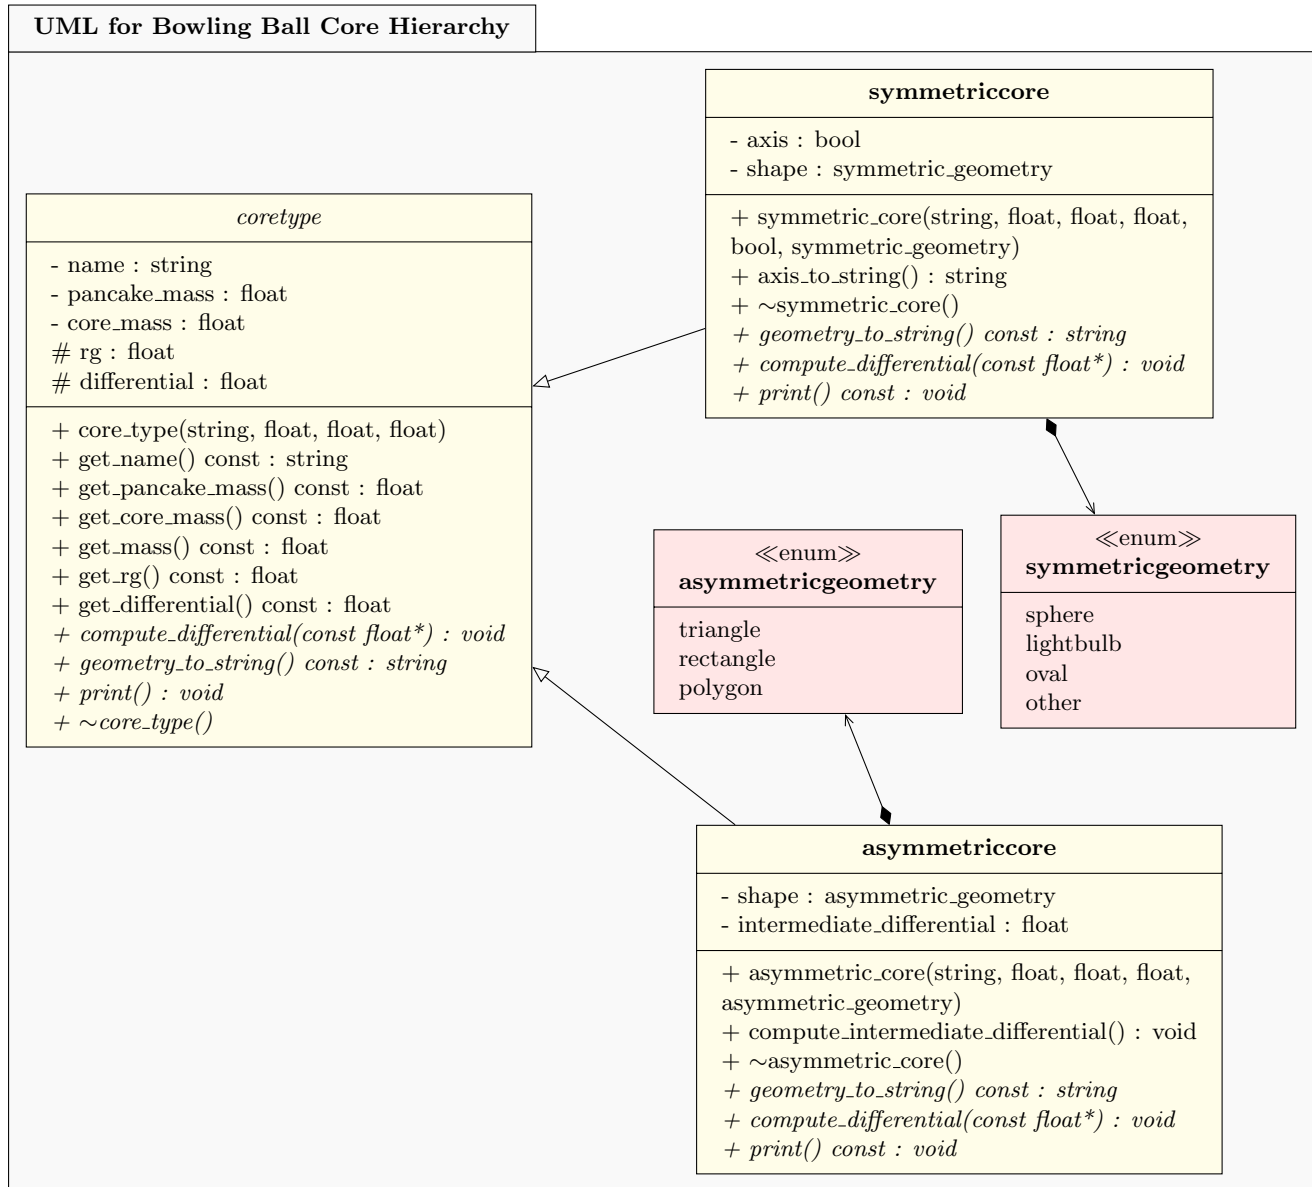 UML for Bowling Ball Core Hierarchy
symmetriccore
- axis : bool
- shape : symmetric_geometry
+ symmetric_core(string, float, float, float,
bool, symmetric_geometry)
+ axis_to_string() : string
+ ~symmetric_core()
+ geometry_to_string() const : string
+ compute_differential(const float*) : void
+ print() const : void
coretype
- name : string
- pancake_mass : float
- core_mass : float
# rg : float
# differential : float
+ core_type(string, float, float, float)
+ get_name() const : string
+ get_pancake_mass() const : float
+ get_core_mass() const : float
+ get_mass() const : float
+ get_rg() const : float
+ get_differential() const : float
+ compute_differential(const float*) : void
+ geometry_to_string() const : string
+ print() : void
+ ~core_type()
≪enum≫
asymmetricgeometry
triangle
rectangle
polygon
≪enum≫
symmetricgeometry
sphere
lightbulb
oval
other
asymmetriccore
- shape : asymmetric_geometry
- intermediate_differential : float
+ asymmetric_core(string, float, float, float,
asymmetric_geometry)
+ compute_intermediate_differential() : void
+ ~asymmetric_core()
+ geometry_to_string() const : string
+ compute_differential(const float*) : void
+ print() const : void